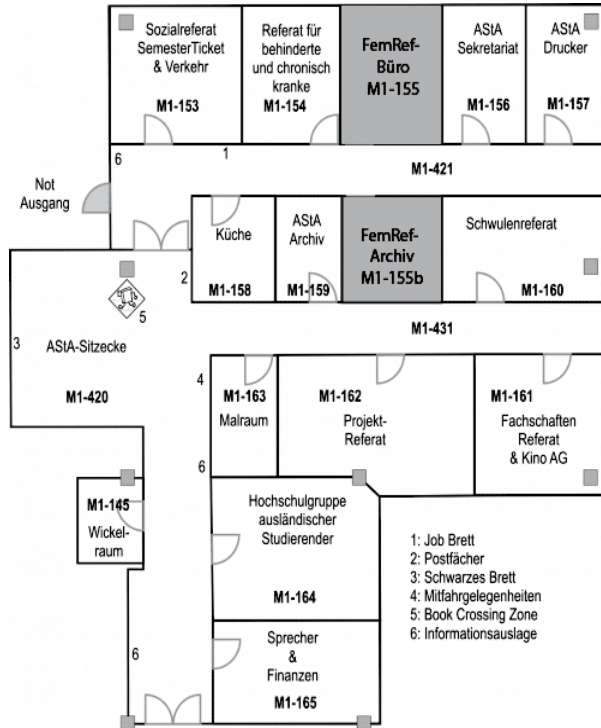 Sozialreferat
SemesterTicket
& Verkehr
M1-153
Referat für
behinderte
und chronisch
kranke
M1-154
FemRef-
Büro
M1-155
AStA
Sekretariat
M1-156
AStA
Drucker
M1-157
6
1
M1-421
Not
Ausgang
Küche
M1-158
AStA
Archiv
M1-159
FemRef-
Archiv
M1-155b
Schwulenreferat
M1-160
2
5
3
AStA-Sitzecke
M1-420
M1-431
4
M1-163
Malraum
M1-162
Projekt-
Referat
M1-161
Fachschaften
Referat
& Kino AG
6
M1-145
Wickel-
raum
Hochschulgruppe
ausländischer
Studierender
M1-164
6
Sprecher
&
Finanzen
M1-165
1: Job Brett
2: Postfächer
3: Schwarzes Brett
4: Mitfahrgelegenheiten
5: Book Crossing Zone
6: Informationsauslage